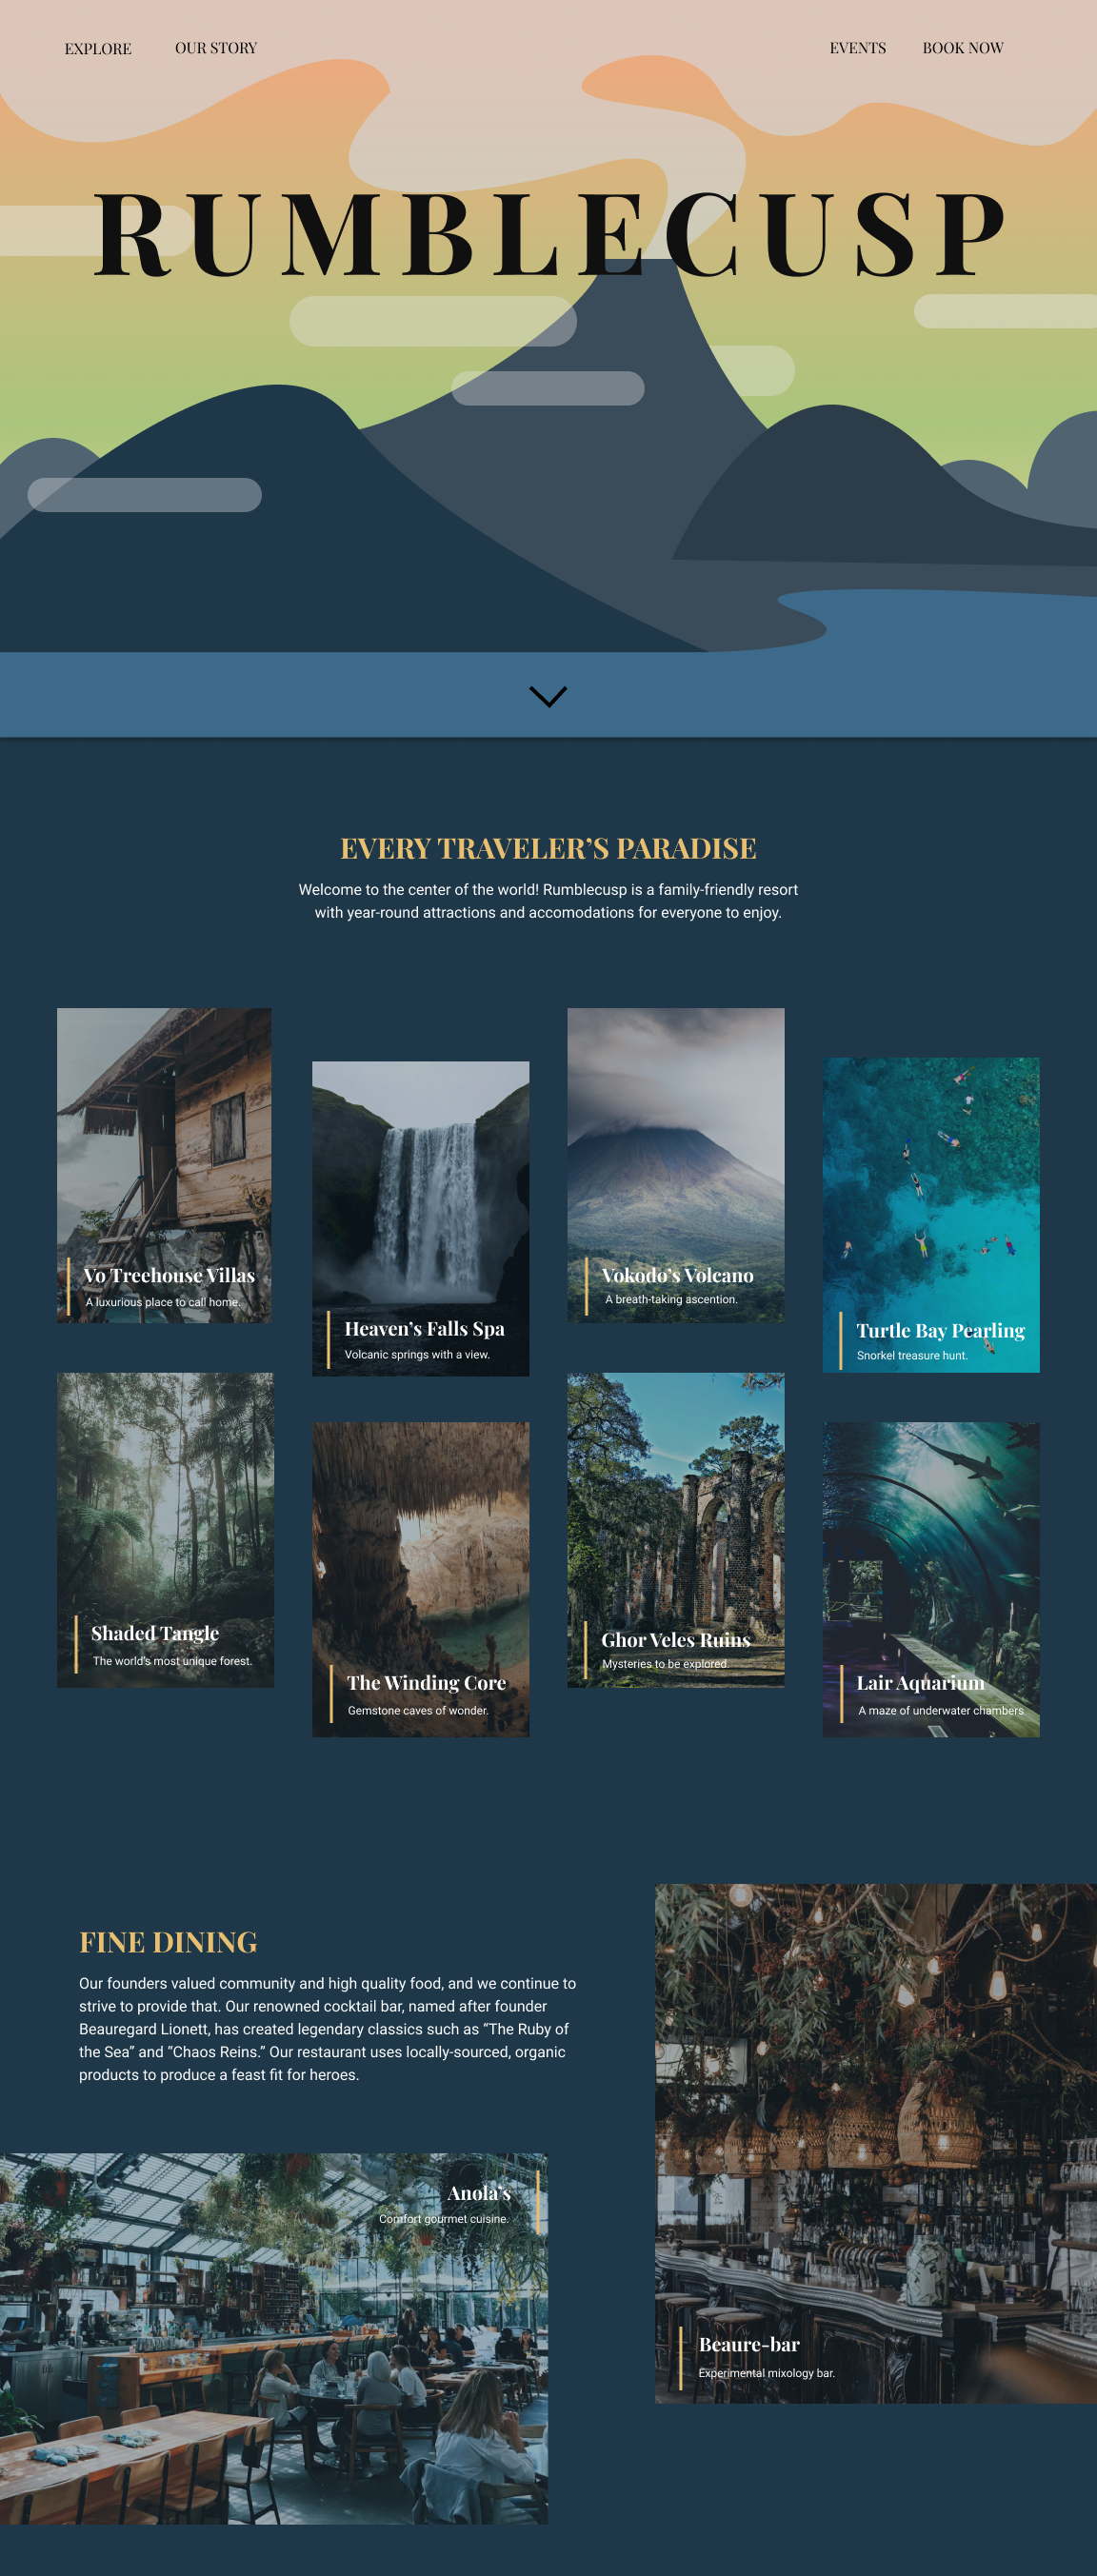 EXPLORE
OUR STORY
EVENTS
BOOK NOW
RUMBLECUSP
EVERY TRAVELER’S PARADISE
Welcome to the center of the world! Rumblecusp is a family-friendly resort
with year-round attractions and accomodations for everyone to enjoy.
Vo Treehouse Villas
A luxurious place to call home.
Heaven’s Falls Spa
Volcanic springs with a view.
Vokodo’s Volcano
A breath-taking ascention.
Turtle Bay Pearling
Snorkel treasure hunt.
Shaded Tangle
The world’s most unique forest.
The Winding Core
Gemstone caves of wonder.
Ghor Veles Ruins
Mysteries to be explored.
Lair Aquarium
A maze of underwater chambers.
FINE DINING
Our founders valued community and high quality food, and we continue to
strive to provide that. Our renowned cocktail bar, named after founder
Beauregard Lionett, has created legendary classics such as “The Ruby of
the Sea” and “Chaos Reins.” Our restaurant uses locally-sourced, organic
products to produce a feast fit for heroes.
Anola’s
Comfort gourmet cuisine.
Beaure-bar
Experimental mixology bar.